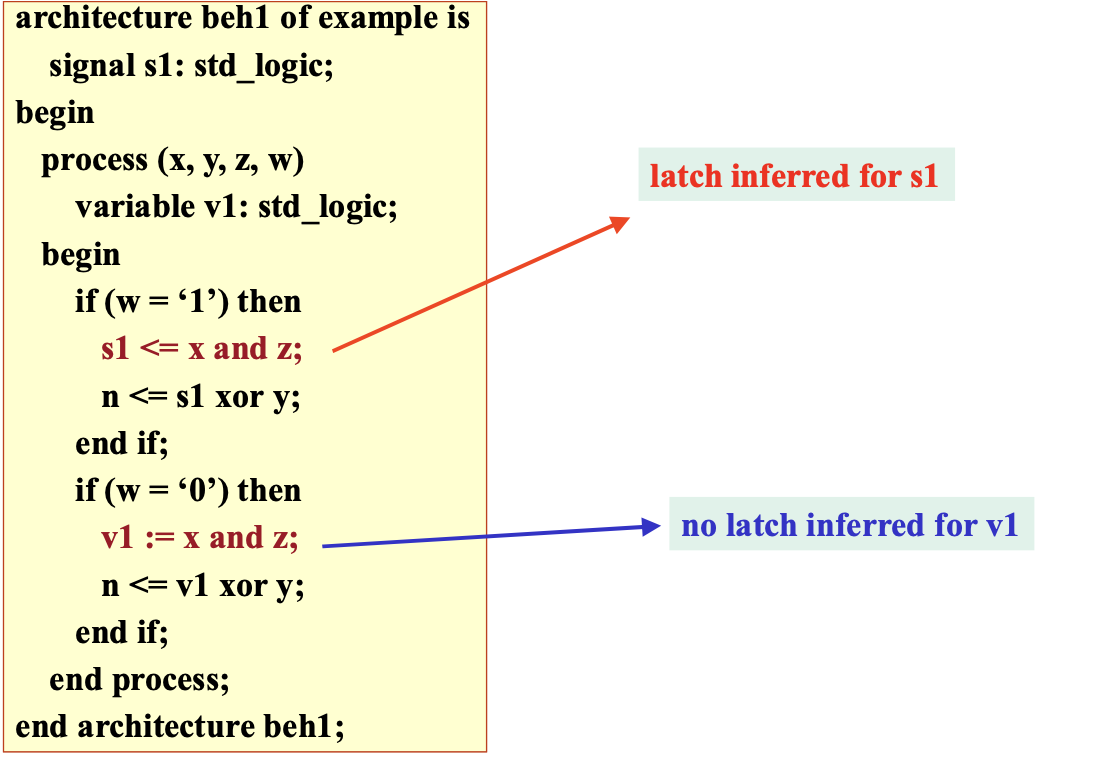 architecture beh1 of example is
signal s1: std_logic;
begin
process (x, y, z, w)
variable v1: std_logic;
begin
if (w = ‘1’) then
s1 <= x and z;
n <= s1 xor y;
end if;
if (w = ‘0’) then
v1 := x and z;
n <= v1 xor y;
end if;
end process;
end architecture beh1;
latch inferred for s1
no latch inferred for v1